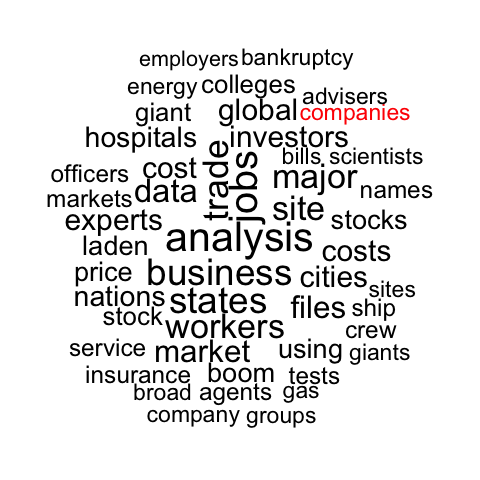 employers bankruptcy
energy colleges
advisers
giant global companies
hospitals investors
trade
jobs
bills scientists
officers cost major
markets data names
experts site stocks
laden analysis costs
price business cities
nations states files sites
stock ship
workers crew
service market using giants
insurance boom tests
broad agents gas
company groups